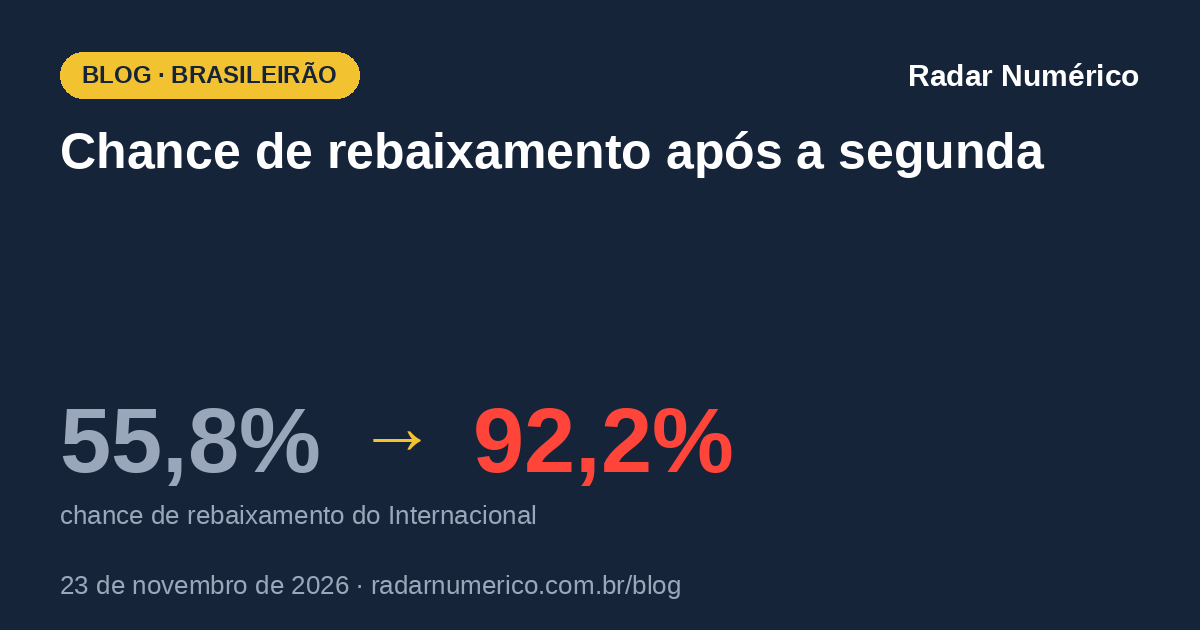 BLOG · BRASILEIRÃO
Radar Numérico
Chance de rebaixamento após a segunda
55,8% → 92,2%
chance de rebaixamento do Internacional
23 de novembro de 2026 · radarnumerico.com.br/blog